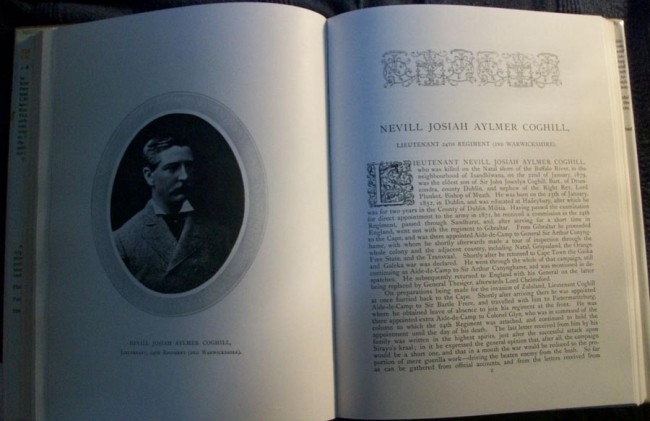 NEVILL JOSIAH AYLMER COGHILL,
LIEUTENANT 24TH REGIMENT (2ND WARWICKSHIRE).
NEVILL JOSIAH AYLMER COGHILL,
LIEUTENANT 24TH REGIMENT (2ND WARWICKSHIRE).
LIEUTENANT NEVILL JOSIAH AYLMER COGHILL,
who was killed on the Natal shore of the Buffalo River, in the
neighbourhood of Isandhlwana, on the 22nd of January, 1879,
was the eldest son of Sir John Joscelyn Coghill, Bart., of Drum-
condra, county Dublin, and nephew of the Right Rev. Lord
Plunket, Bishop of Meath. He was born on the 25th of January,
1852, in Dublin, and was educated at Haileybury, after which he
was for two years in the County of Dublin Militia. Having passed the examination
for direct appointment to the army in 1871, he received a commission in the 24th
Regiment, passed through Sandhurst, and, after serving for a short time in
England, went out with the regiment to Gibraltar. From Gibraltar he proceeded
to the Cape, and was there appointed Aide-de-Camp to General Sir Arthur Cunyng-
hame, with whom he shortly afterwards made a tour of inspection through the
whole colony and the adjacent country, including Natal, Griqualand, the Orange
Free State, and the Transvaal. Shortly after he returned to Cape Town the Galeka
and Gaika war was declared. He went through the whole of that campaign, still
continuing as Aide-de-Camp to Sir Arthur Cunynghame, and was mentioned in de-
spatches. He subsequently returned to England with his General on the latter
being replaced by General Thesiger, afterwards Lord Chelmsford.
On preparations being made for the invasion of Zululand, Lieutenant Coghill
at once hurried back to the Cape. Shortly after arriving there he was appointed
Aide-de-Camp to Sir Bartle Frere, and travelled with him to Pietermaritzburg,
where he obtained leave of absence to join his regiment at the front. He was
there appointed extra Aide-de-Camp to Colonel Glyn, who was in command of the
column to which the 24th Regiment was attached, and continued to hold the
appointment until the day of his death. The last letter received from him by his
family was written in the highest spirits, just after the successful attack upon
Sirayo's kraal; in it he expressed the general opinion that, after all, the campaign
would be a short one, and that in a month the war would be reduced to the pro-
portion of mere guerilla work—driving the beaten enemy from the bush. So far
as can be gathered from official accounts, and from the letters received from